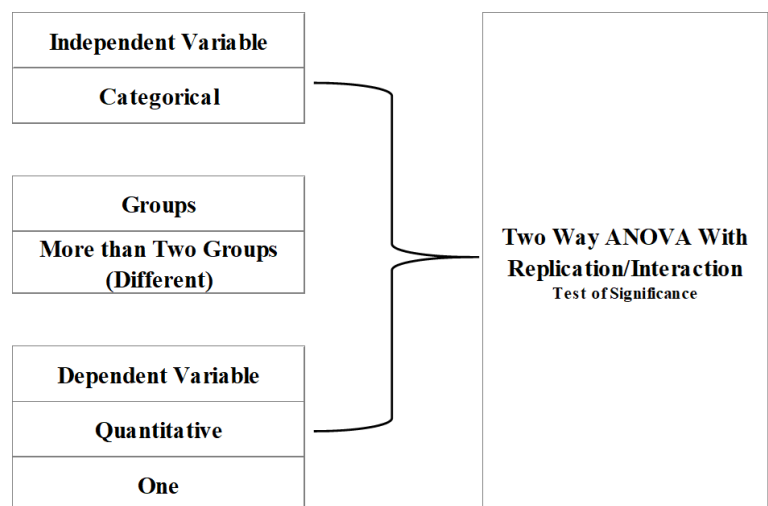 Independent Variable
Categorical
Groups
More than Two Groups
(Different)
Dependent Variable
Quantitative
One
Two Way ANOVA With
Replication/Interaction
Test of Significance